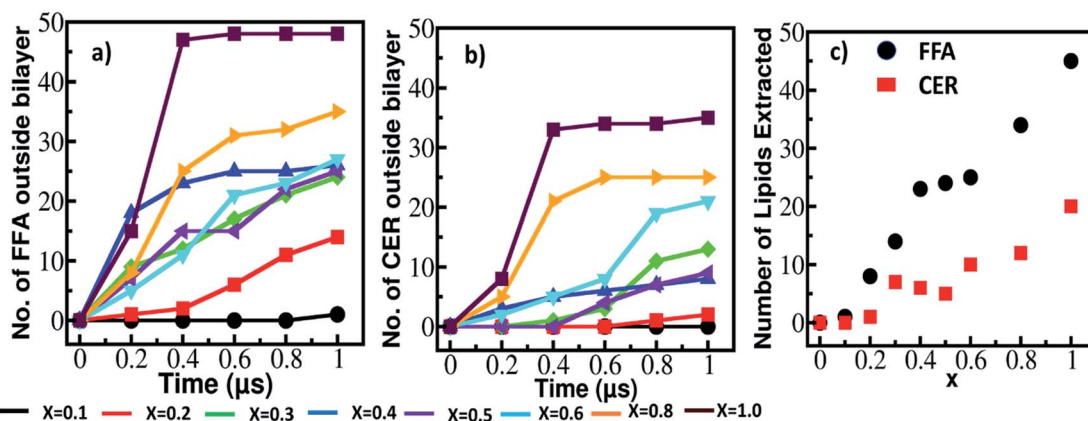 a)
No. of FFA outside bilayer
50
40
30
20
10
0
0 0.2 0.4 0.6 0.8 1
Time (µs)
b)
No. of CER outside bilayer
50
40
30
20
10
0
0 0.2 0.4 0.6 0.8 1
Time (µs)
c)
FFA
CER
Number of Lipids Extracted
50
40
30
20
10
0
0 0.2 0.4 0.6 0.8 1
x
X=0.1 X=0.2 X=0.3 X=0.4 X=0.5 X=0.6 X=0.8 X=1.0